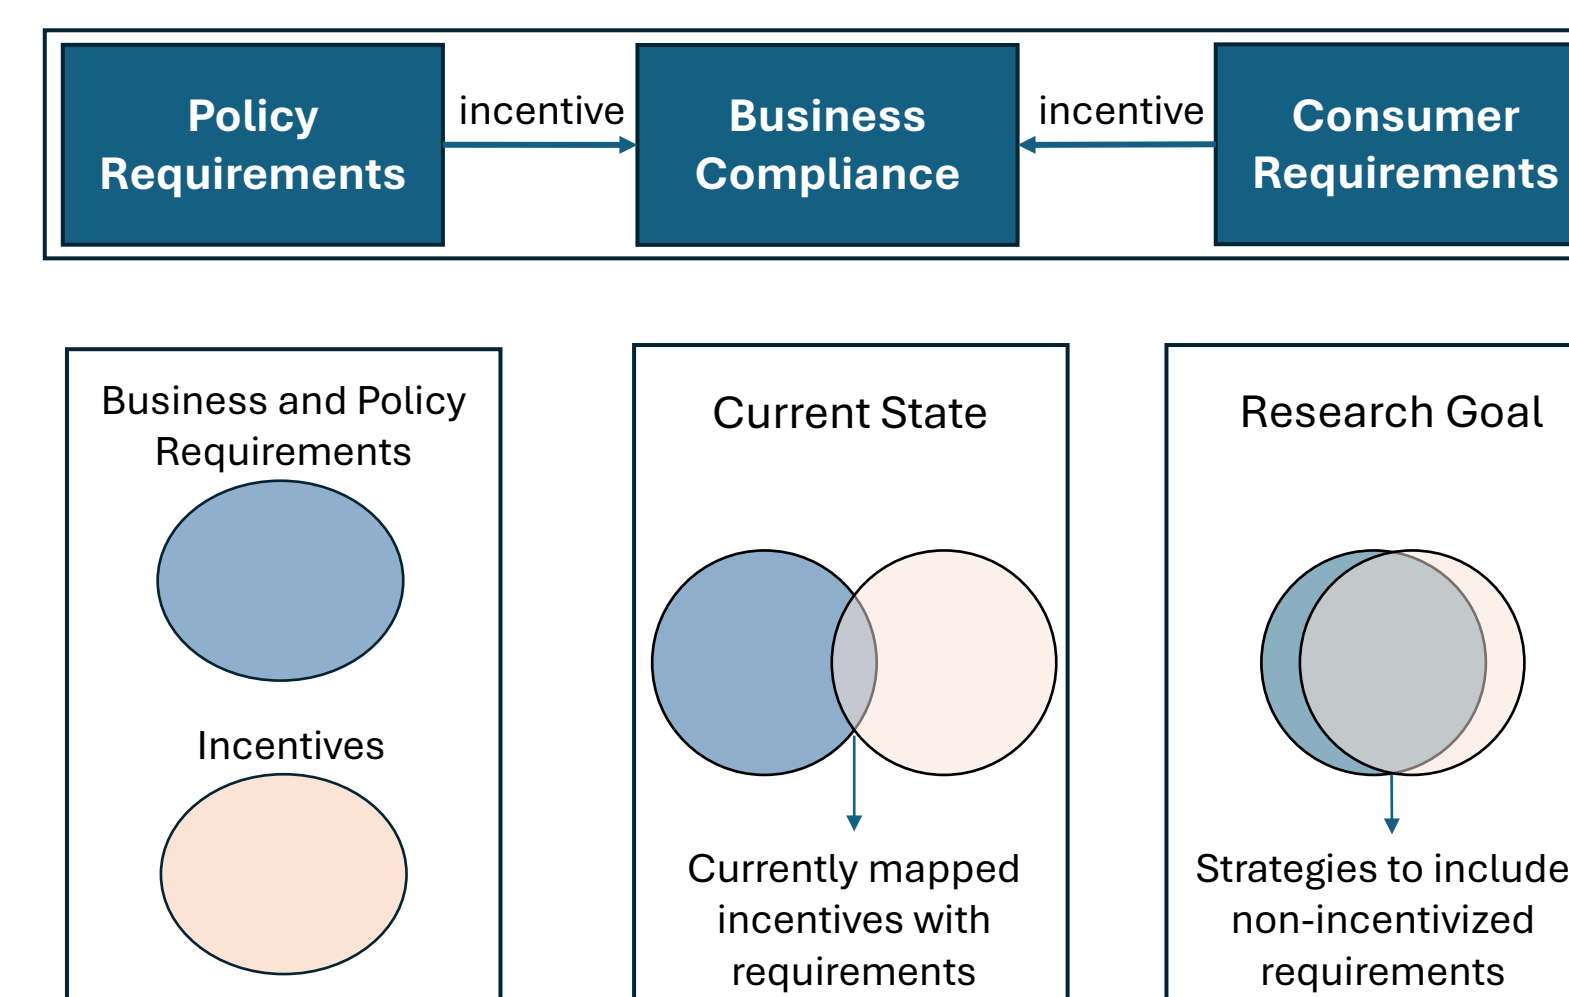 Policy
Requirements
incentive
Business
Compliance
incentive
Consumer
Requirements
Business and Policy
Requirements
Incentives
Current State
Currently mapped
incentives with
requirements
Research Goal
Strategies to include
non-incentivized
requirements